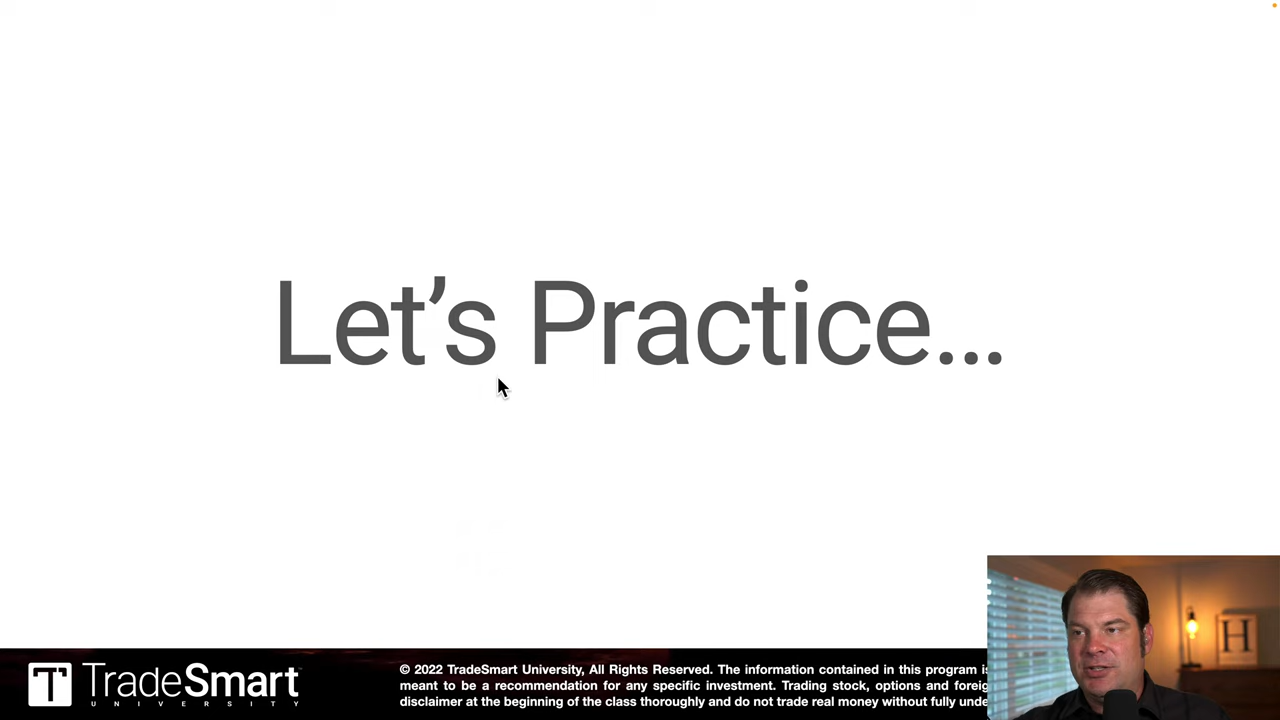 Let’s Practice…
TradeSmart™
UNIVERSITY
© 2022 TradeSmart University, All Rights Reserved. The information contained in this program is
meant to be a recommendation for any specific investment. Trading stock, options and foreig
disclaimer at the beginning of the class thoroughly and do not trade real money without fully unde
H